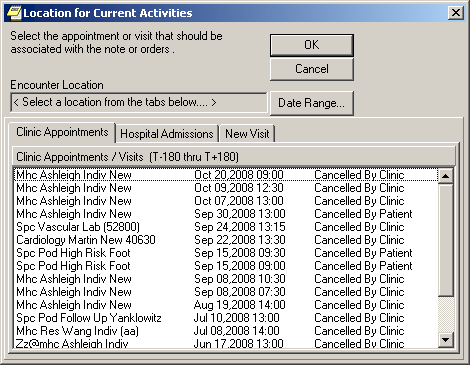 Location for Current Activities
Select the appointment or visit that should be
associated with the note or orders .
OK
Cancel
Encounter Location
< Select a location from the tabs below.... >
Date Range...
Clinic Appointments Hospital Admissions New Visit
Clinic Appointments / Visits (T-180 thru T+180)
Mhc Ashleigh Indiv New Oct 20,2008 09:00 Cancelled By Clinic
Mhc Ashleigh Indiv New Oct 09,2008 12:30 Cancelled By Clinic
Mhc Ashleigh Indiv New Oct 07,2008 13:00 Cancelled By Clinic
Mhc Ashleigh Indiv New Sep 30,2008 13:00 Cancelled By Patient
Spc Vascular Lab (52800) Sep 24,2008 13:15 Cancelled By Clinic
Cardiology Martin New 40630 Sep 22,2008 13:30 Cancelled By Clinic
Spc Pod High Risk Foot Sep 15,2008 09:30 Cancelled By Patient
Spc Pod High Risk Foot Sep 15,2008 09:00 Cancelled By Patient
Mhc Ashleigh Indiv New Sep 08,2008 10:30 Cancelled By Clinic
Mhc Ashleigh Indiv New Sep 08,2008 07:30 Cancelled By Clinic
Mhc Ashleigh Indiv New Aug 19,2008 14:00 Cancelled By Clinic
Spc Pod Follow Up Yanklowitz Jul 10,2008 13:00 Cancelled By Clinic
Mhc Res Wang Indiv (aa) Jul 08,2008 14:00 Cancelled By Clinic
Zz@mhc Ashleigh Indiv Jun 17,2008 13:00 Cancelled By Clinic